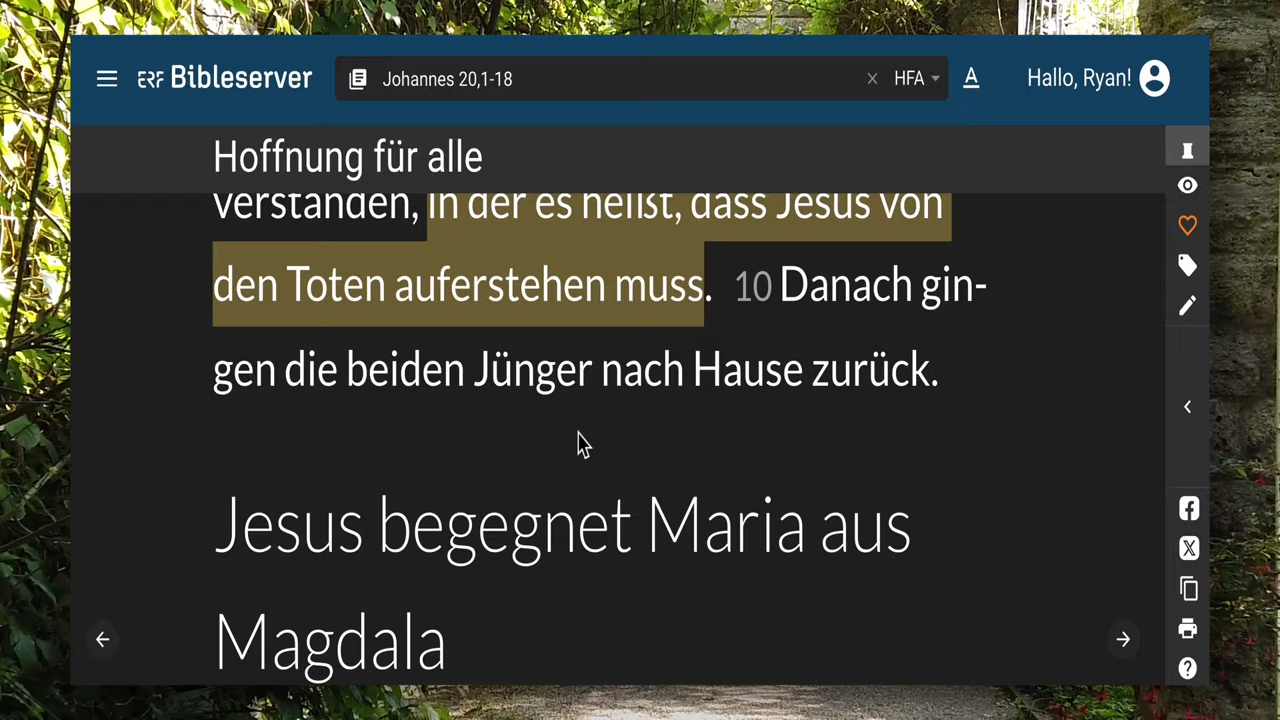 ERF Bibleserver
Johannes 20,1-18
HFA
A
Hallo, Ryan!
Hoffnung für alle
verstanden, in der es heißt, dass Jesus von
den Toten auferstehen muss. 10 Danach gin-
gen die beiden Jünger nach Hause zurück.
Jesus begegnet Maria aus
Magdala